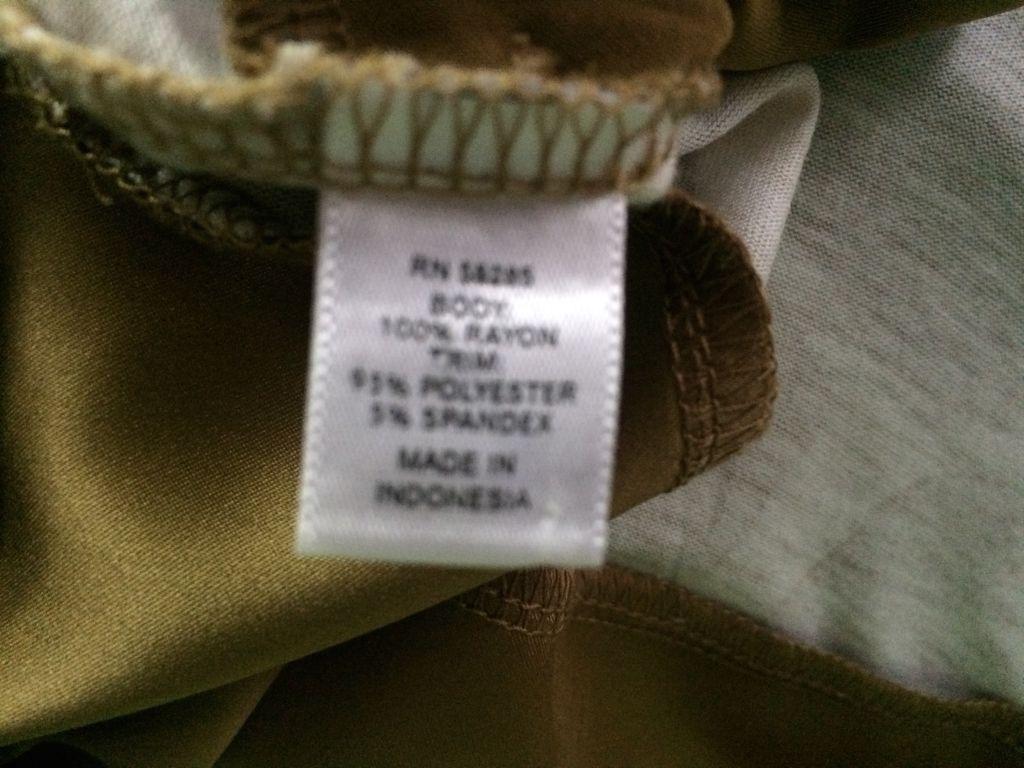 RN 58285
BODY:
100% RAYON
TRIM:
95% POLYESTER
5% SPANDEX
MADE IN
INDONESIA